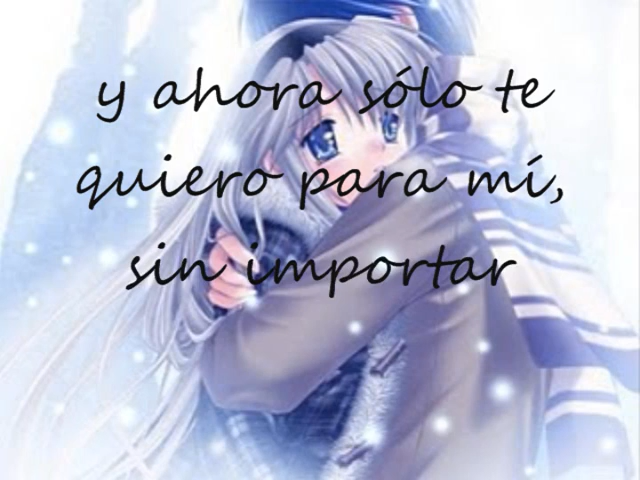 y ahora sólo te
quiero para mí,
sin importar